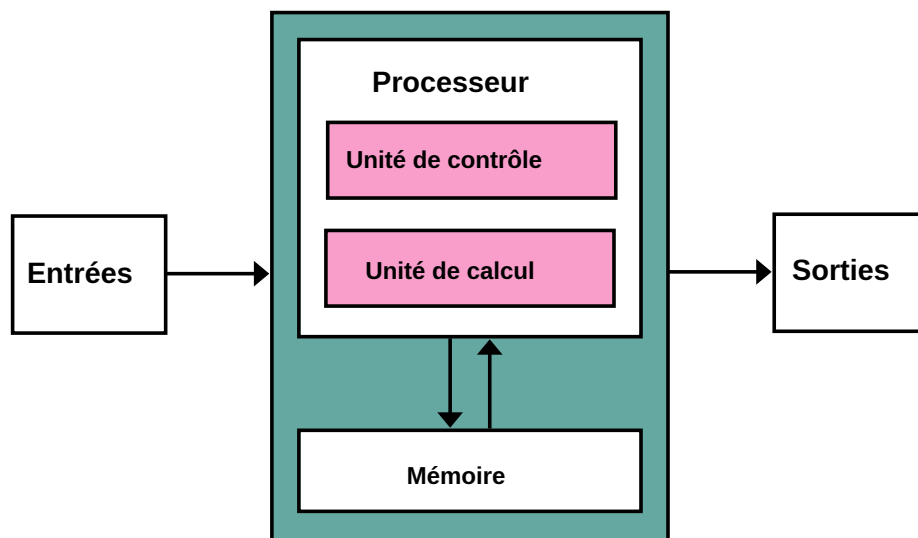 Processeur
Unité de contrôle
Unité de calcul
Entrées
Sorties
Mémoire